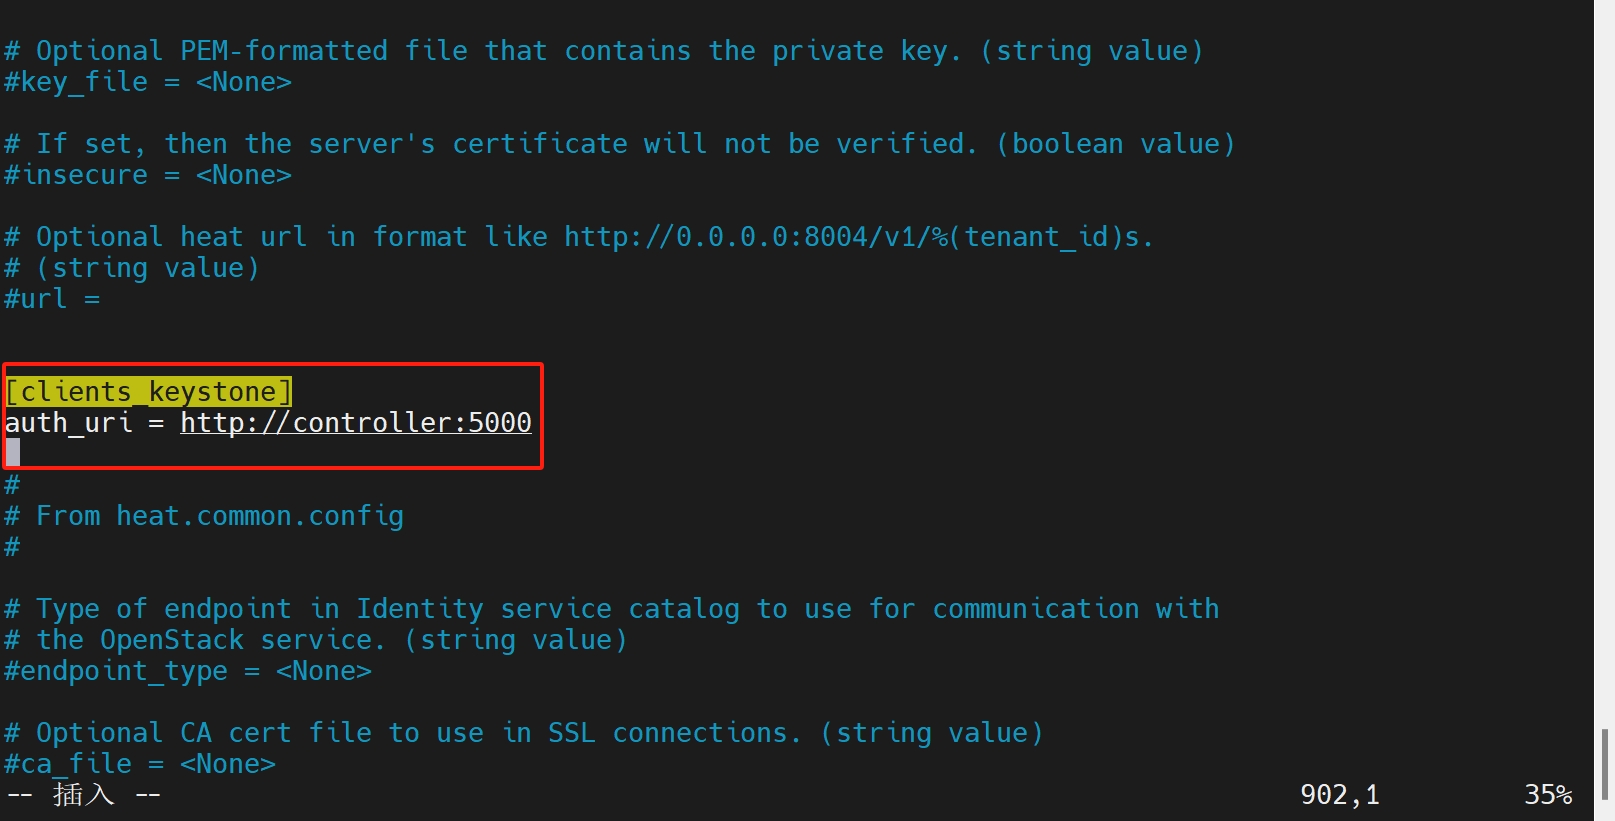 # Optional PEM-formatted file that contains the private key. (string value)
#key_file = <None>
# If set, then the server's certificate will not be verified. (boolean value)
#insecure = <None>
# Optional heat url in format like http://0.0.0.0:8004/v1/%(tenant_id)s.
# (string value)
#url =
[clients_keystone]
auth_uri = http://controller:5000
#
# From heat.common.config
#
# Type of endpoint in Identity service catalog to use for communication with
# the OpenStack service. (string value)
#endpoint_type = <None>
# Optional CA cert file to use in SSL connections. (string value)
#ca_file = <None>
-- 插入 -- 902,1 35%